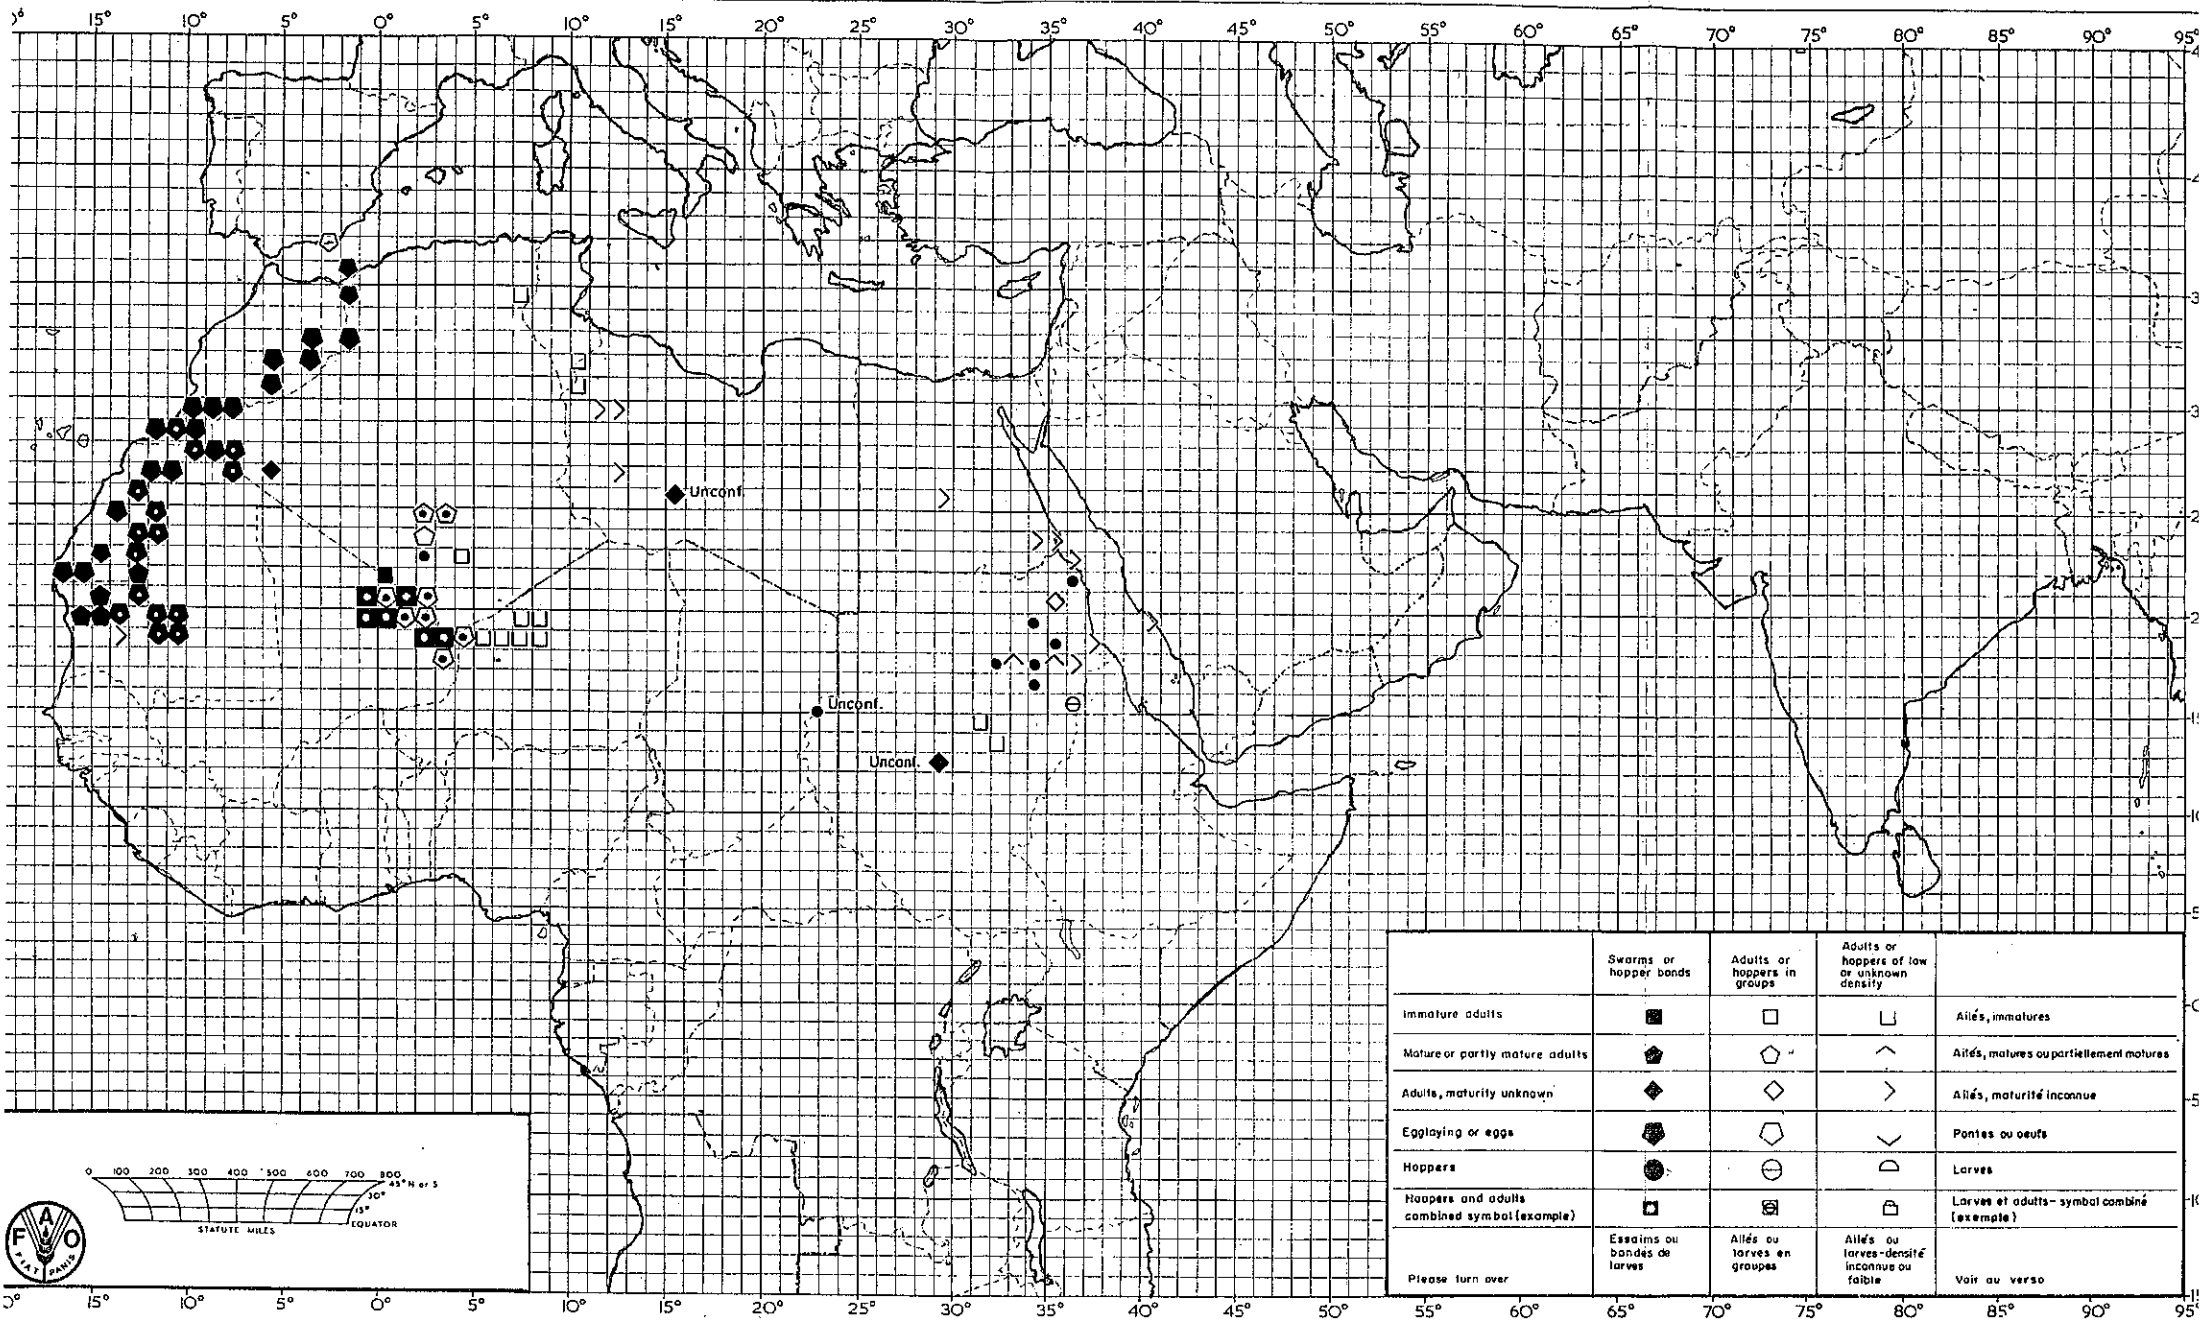 15° 10° 5° 0° 5° 10° 15° 20° 25° 30° 35° 40° 45° 50° 55° 60° 65° 70° 75° 80° 85° 90° 95°
Unconf.
Unconf.
Unconf.
Swarms or hopper bands
Adults or hoppers in groups
Adults or hoppers of low or unknown density
Immature adults
Ailés, immatures
Mature or partly mature adults
Ailés, matures ou partiellement matures
Adults, maturity unknown
Ailés, maturité inconnue
Egglaying or eggs
Pontes ou oeufs
Hoppers
Larves
Hoppers and adults combined symbol (example)
Larves et adults - symbol combiné (exemple)
Essaims ou bandes de larves
Ailés ou larves en groupes
Ailés ou larves-densité inconnue ou faible
Please turn over
Voir au verso
0 100 200 300 400 500 600 700 800
45° N or S
30°
15°
EQUATOR
STATUTE MILES
F A O
FIAT PANIS
15° 10° 5° 0° 5° 10° 15° 20° 25° 30° 35° 40° 45° 50° 55° 60° 65° 70° 75° 80° 85° 90° 95°